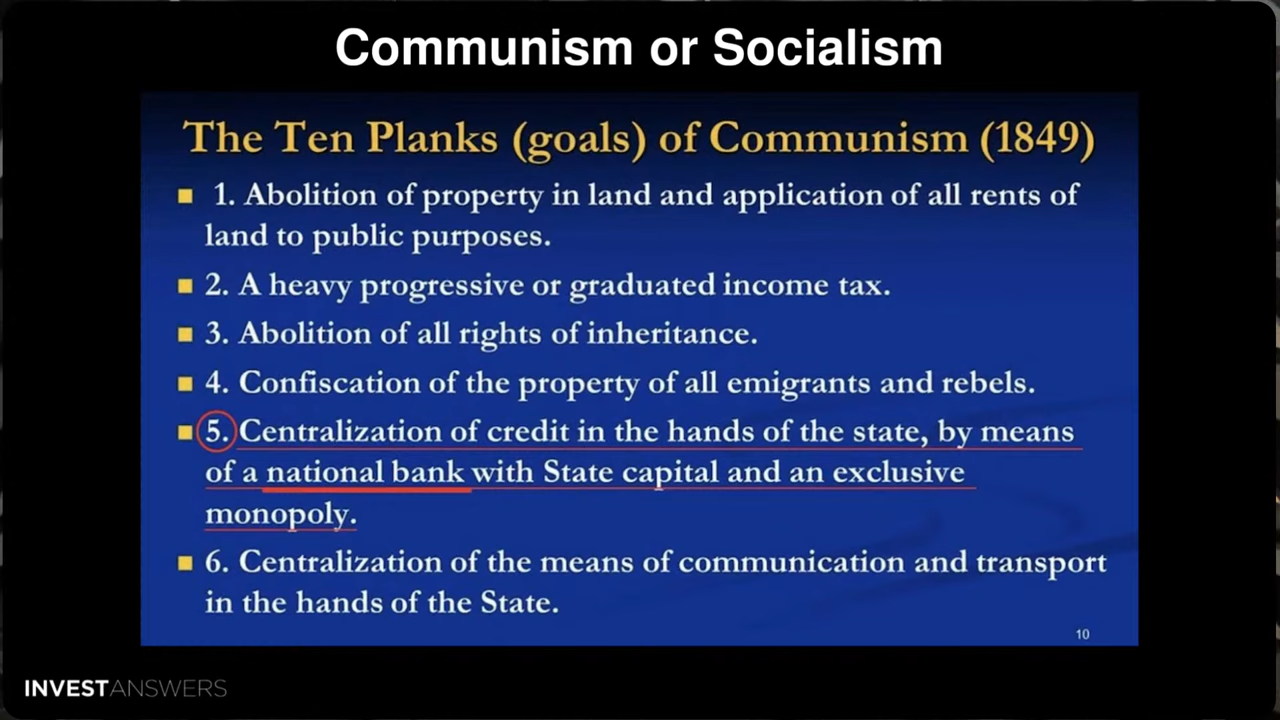 Communism or Socialism
The Ten Planks (goals) of Communism (1849)
1. Abolition of property in land and application of all rents of
land to public purposes.
2. A heavy progressive or graduated income tax.
3. Abolition of all rights of inheritance.
4. Confiscation of the property of all emigrants and rebels.
5. Centralization of credit in the hands of the state, by means
of a national bank with State capital and an exclusive
monopoly.
6. Centralization of the means of communication and transport
in the hands of the State.
10
INVESTANSWERS